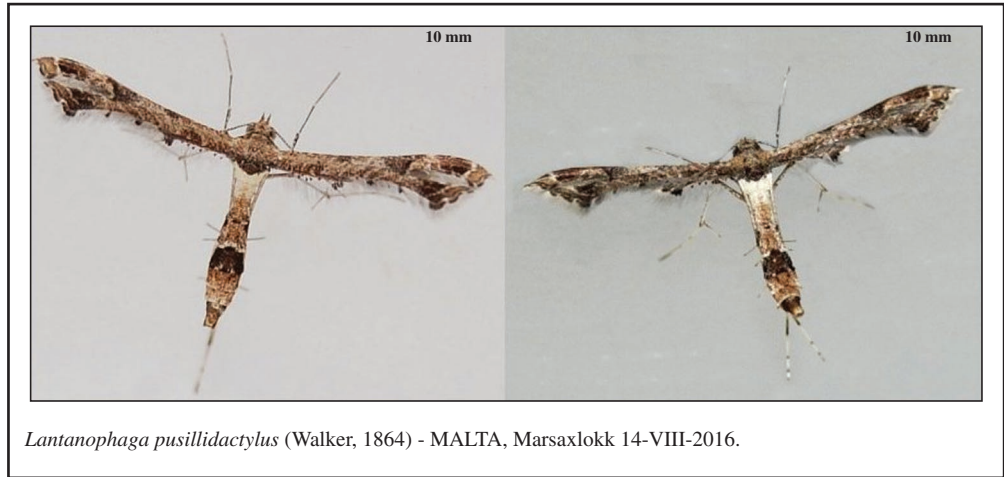 10 mm 10 mm
Lantanophaga pusillidactylus (Walker, 1864) - MALTA, Marsaxlokk 14-VIII-2016.